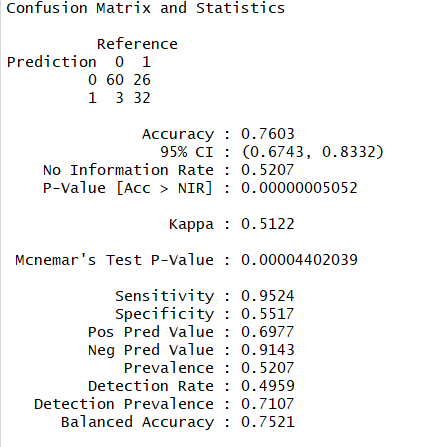 Confusion Matrix and Statistics
Reference
Prediction 0 1
0 60 26
1 3 32
Accuracy : 0.7603
95% CI : (0.6743, 0.8332)
No Information Rate : 0.5207
P-Value [Acc > NIR] : 0.00000005052
Kappa : 0.5122
Mcnemar's Test P-Value : 0.00004402039
Sensitivity : 0.9524
Specificity : 0.5517
Pos Pred Value : 0.6977
Neg Pred Value : 0.9143
Prevalence : 0.5207
Detection Rate : 0.4959
Detection Prevalence : 0.7107
Balanced Accuracy : 0.7521